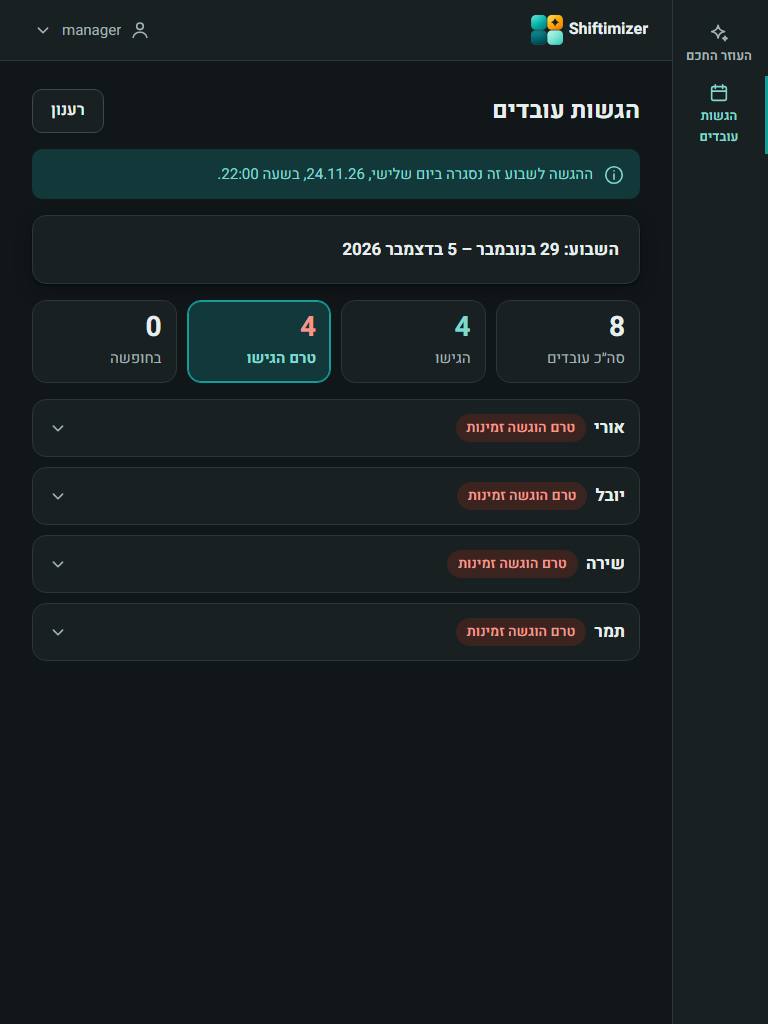 Shiftimizer
manager
העוזר החכם
הגשות
עובדים
הגשות עובדים
רענון
ההגשה לשבוע זה נסגרה ביום שלישי, 24.11.26, בשעה 22:00.
השבוע: 29 בנובמבר – 5 בדצמבר 2026
8
סה"כ עובדים
4
הגישו
4
טרם הגישו
0
בחופשה
אורי טרם הוגשה זמינות
יובל טרם הוגשה זמינות
שירה טרם הוגשה זמינות
תמר טרם הוגשה זמינות